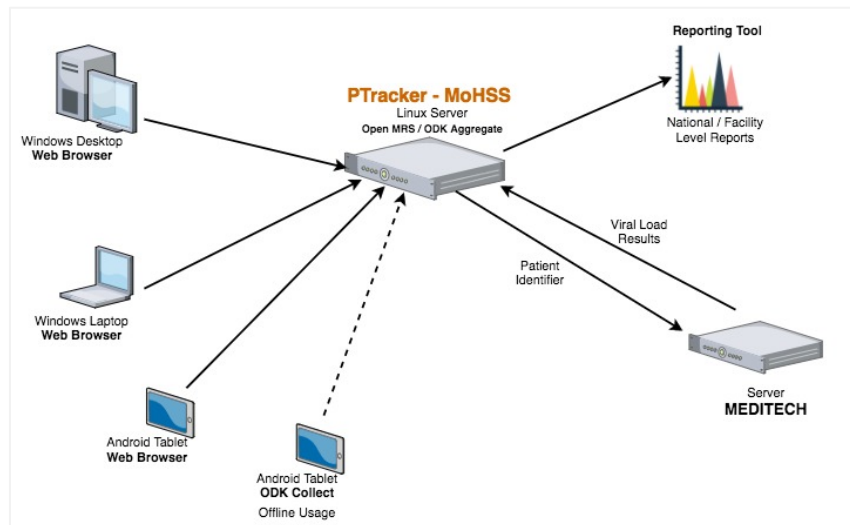 Reporting Tool
National / Facility
Level Reports
PTracker - MoHSS
Linux Server
Open MRS / ODK Aggregate
Windows Desktop
Web Browser
Viral Load
Results
Patient
Identifier
Windows Laptop
Web Browser
Server
MEDITECH
Android Tablet
Web Browser
Android Tablet
ODK Collect
Offline Usage